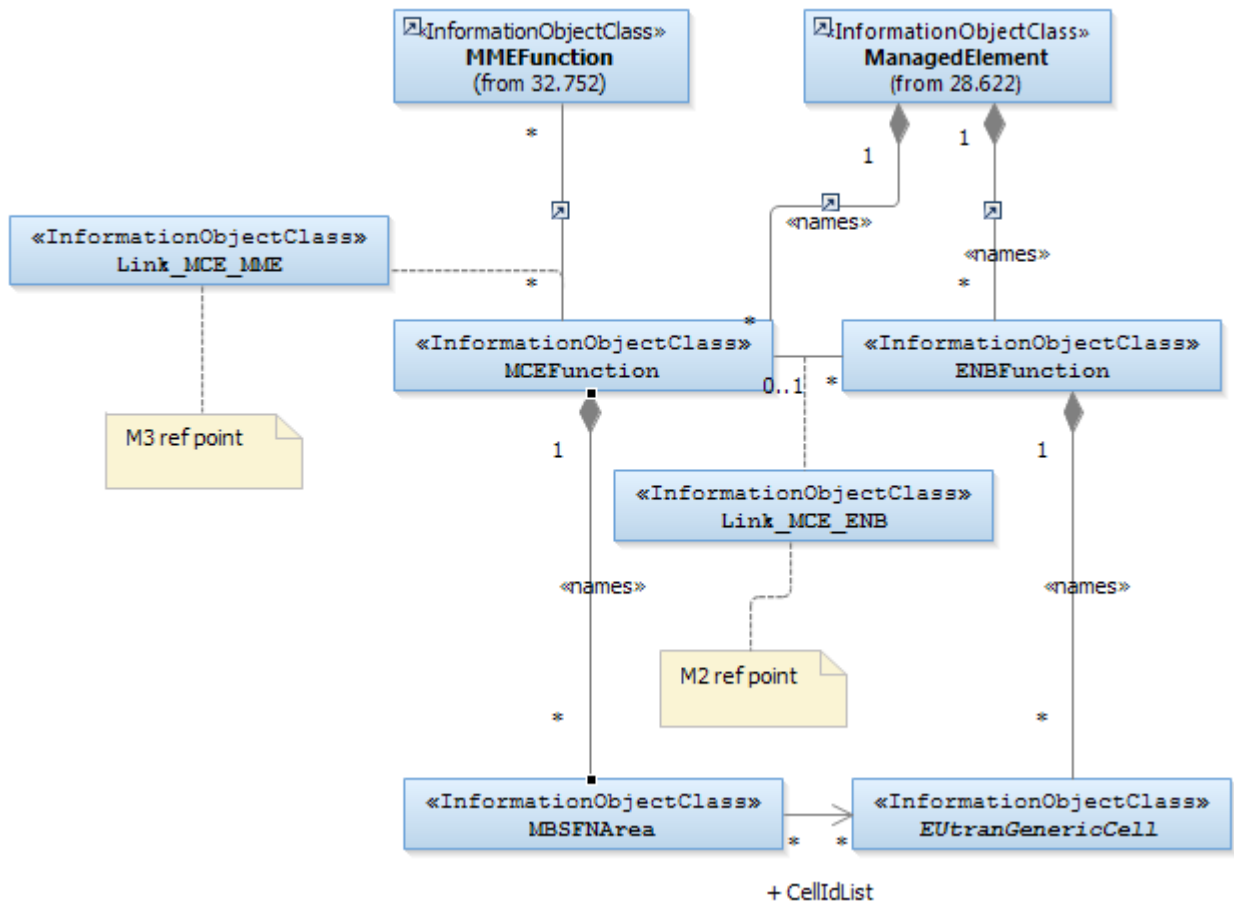 «InformationObjectClass»
MMEFunction
(from 32.752)
«InformationObjectClass»
ManagedElement
(from 28.622)
*
1
1
«names»
«InformationObjectClass»
Link_MCE_MME
«names»
*
*
*
«InformationObjectClass»
MCEFunction
«InformationObjectClass»
ENBFunction
0..1
*
M3 ref point
1
1
«InformationObjectClass»
Link_MCE_ENB
«names»
«names»
M2 ref point
*
*
«InformationObjectClass»
MBSFNArea
«InformationObjectClass»
EUtranGenericCell
*
*
+ CellIdList